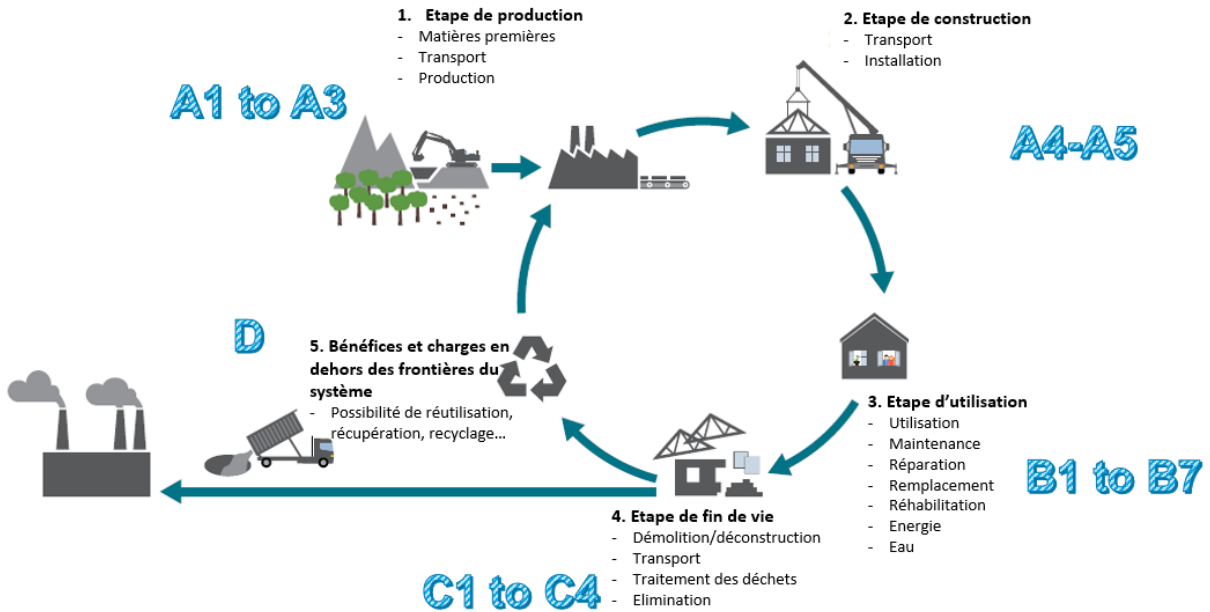 1. Etape de production
- Matières premières
- Transport
- Production
A1 to A3
2. Etape de construction
- Transport
- Installation
A4-A5
D
5. Bénéfices et charges en
dehors des frontières du
système
- Possibilité de réutilisation,
récupération, recyclage...
3. Etape d'utilisation
- Utilisation
- Maintenance
- Réparation
- Remplacement
- Réhabilitation
- Energie
- Eau
B1 to B7
4. Etape de fin de vie
- Démolition/déconstruction
- Transport
- Traitement des déchets
- Elimination
C1 to C4